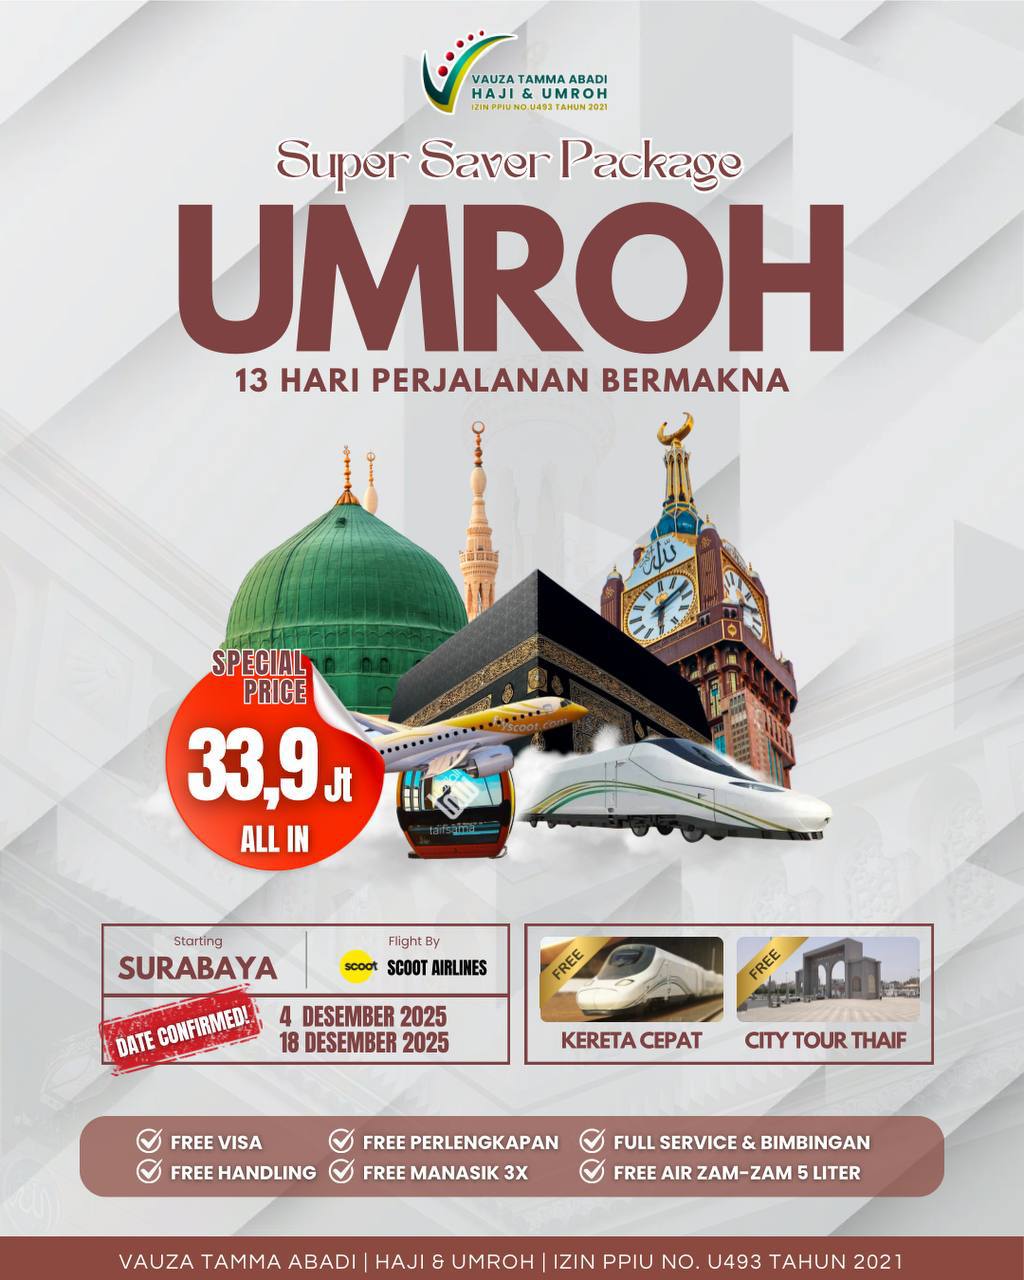 VAUZA TAMMA ABADI
HAJI & UMROH
IZIN PPIU NO.U493 TAHUN 2021
Super Saver Package
UMROH
13 HARI PERJALANAN BERMAKNA
SPECIAL
PRICE
33,9 Jt
ALL IN
flyscoot.com
taifsama
Starting
SURABAYA
Flight By
scoot SCOOT AIRLINES
DATE CONFIRMED!
4 DESEMBER 2025
18 DESEMBER 2025
FREE
KERETA CEPAT
FREE
CITY TOUR THAIF
FREE VISA
FREE PERLENGKAPAN
FULL SERVICE & BIMBINGAN
FREE HANDLING
FREE MANASIK 3X
FREE AIR ZAM-ZAM 5 LITER
VAUZA TAMMA ABADI | HAJI & UMROH | IZIN PPIU NO. U493 TAHUN 2021